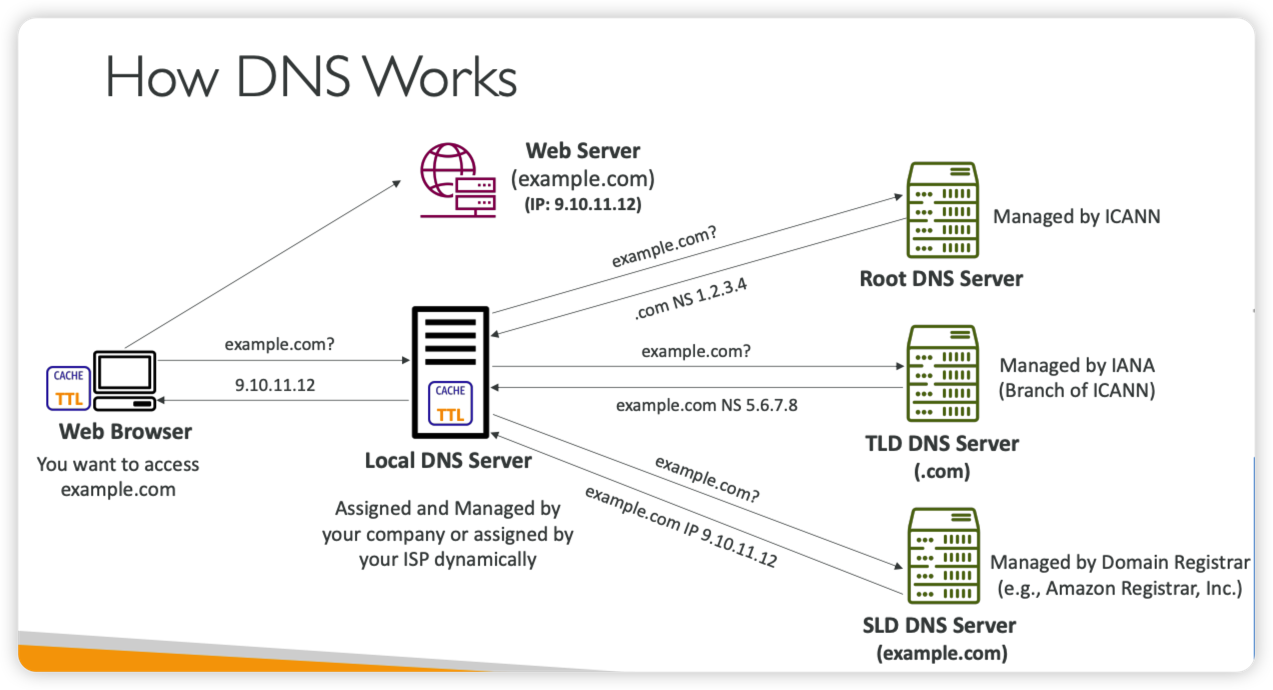 How DNS Works
Web Server
(example.com)
(IP: 9.10.11.12)
example.com?
.com NS 1.2.3.4
Managed by ICANN
Root DNS Server
example.com?
9.10.11.12
CACHE
TTL
Web Browser
You want to access
example.com
CACHE
TTL
Local DNS Server
Assigned and Managed by
your company or assigned by
your ISP dynamically
example.com?
example.com NS 5.6.7.8
Managed by IANA
(Branch of ICANN)
TLD DNS Server
(.com)
example.com?
example.com IP 9.10.11.12
Managed by Domain Registrar
(e.g., Amazon Registrar, Inc.)
SLD DNS Server
(example.com)